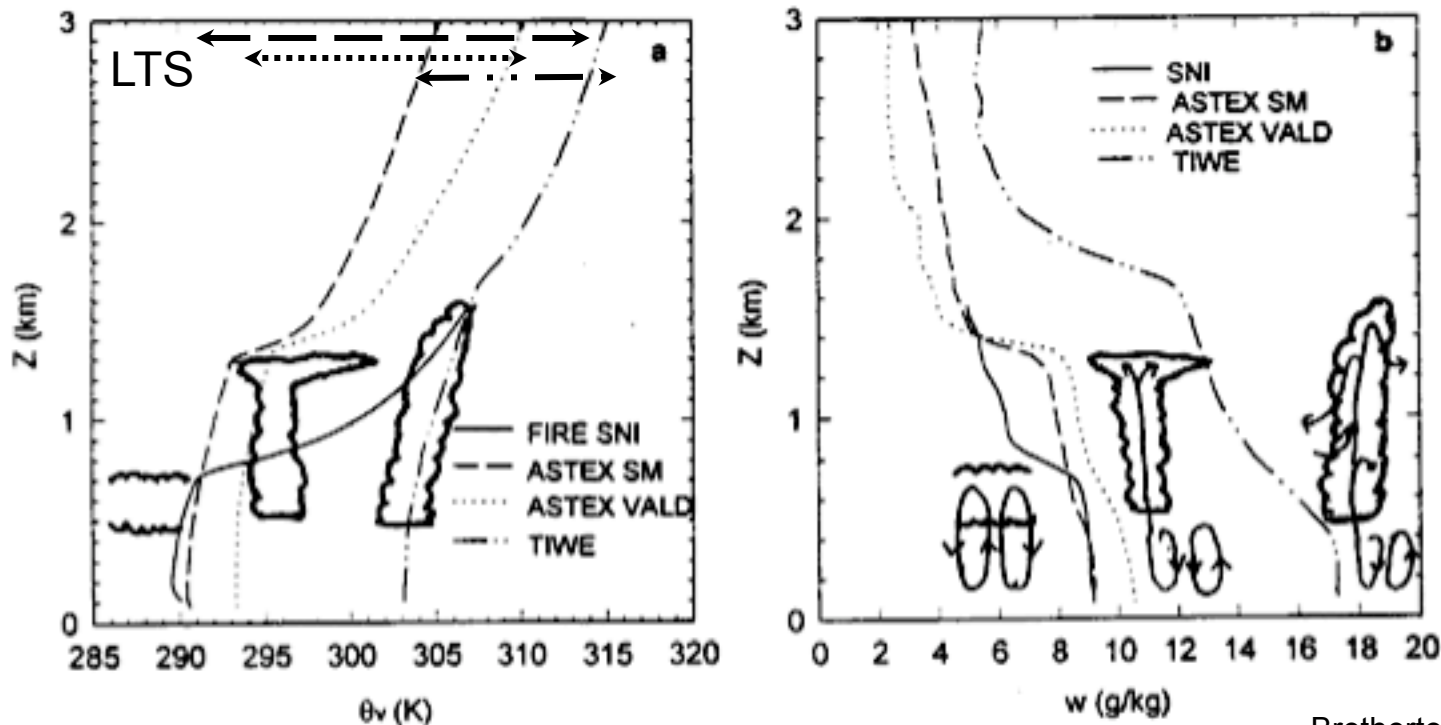 LTS
a
3
2
1
0
Z (km)
FIRE SNI
ASTEX SM
ASTEX VALD
TIWE
285 290 295 300 305 310 315 320
θv (K)
b
SNI
ASTEX SM
ASTEX VALD
TIWE
3
2
1
0
Z (km)
0 2 4 6 8 10 12 14 16 18 20
w (g/kg)